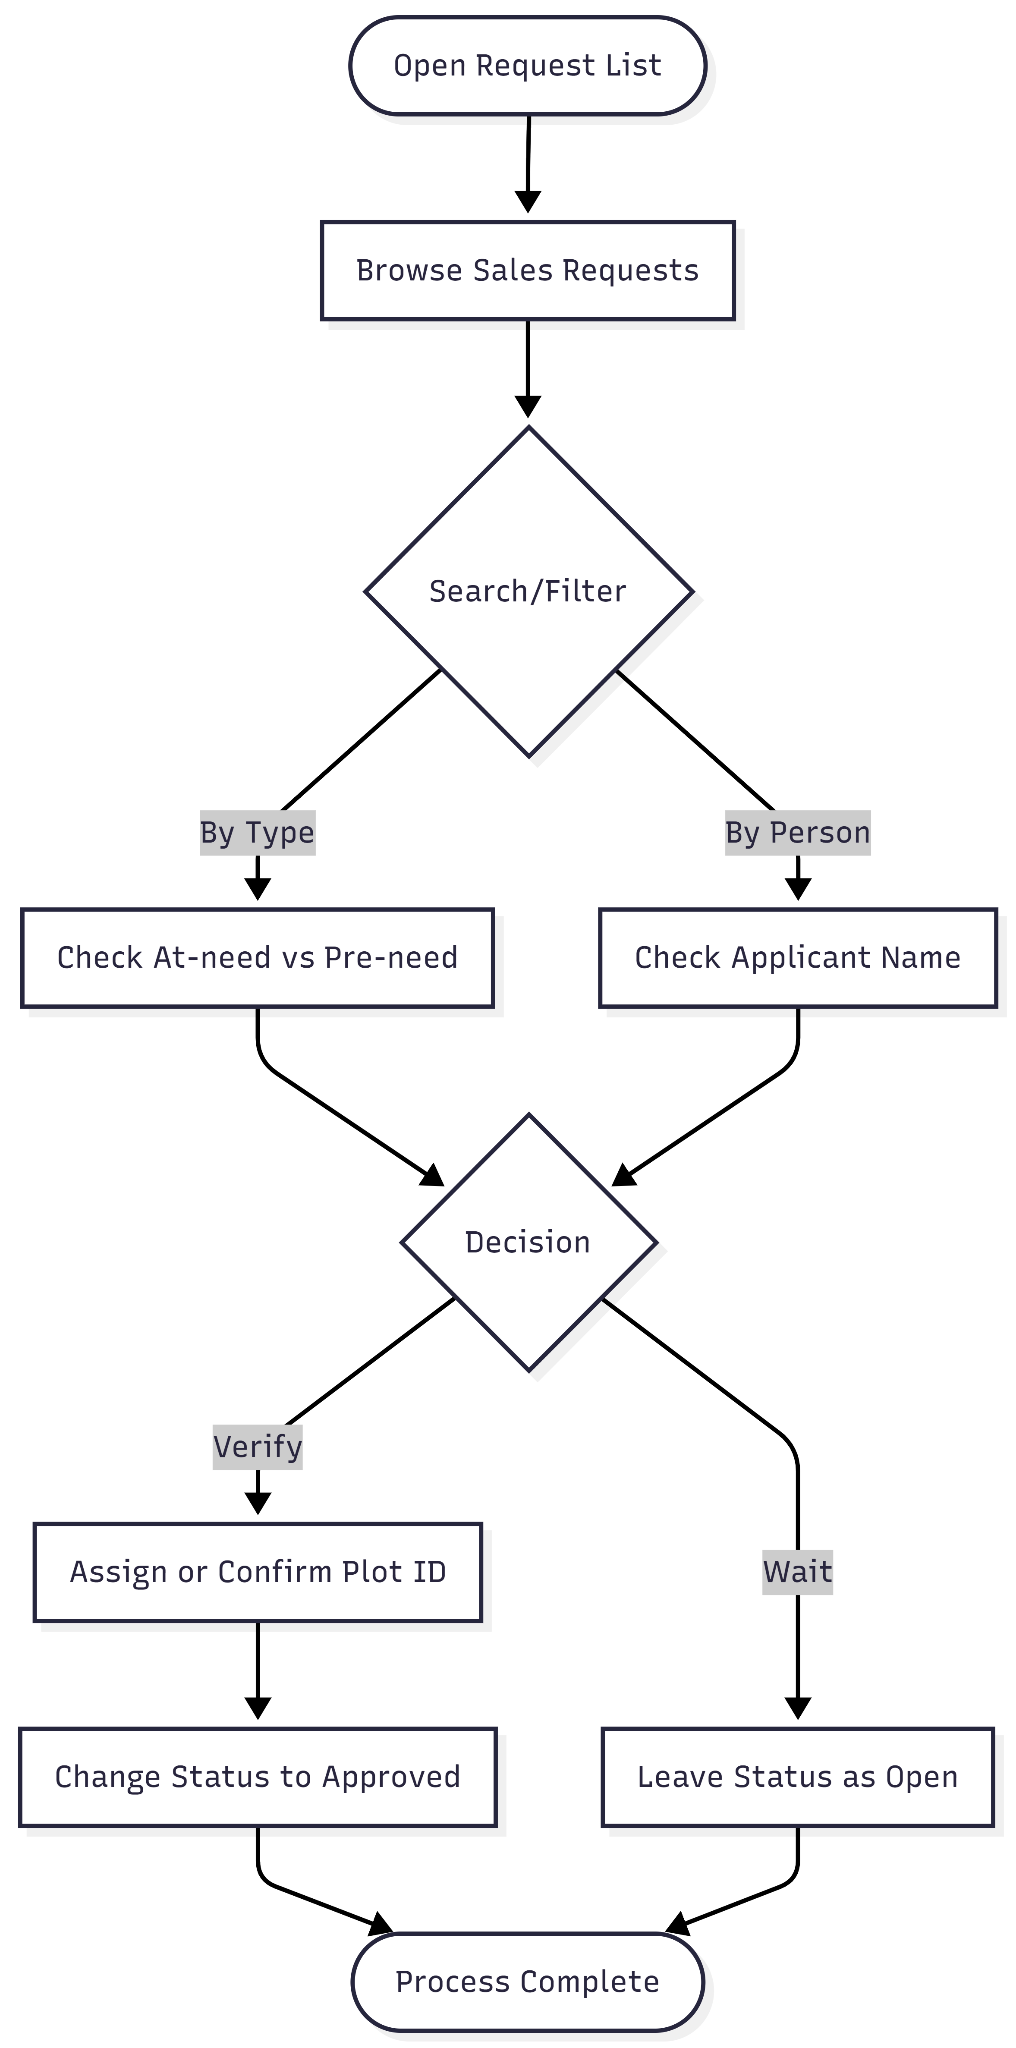 Open Request List
Browse Sales Requests
Search/Filter
By Type
By Person
Check At-need vs Pre-need
Check Applicant Name
Decision
Verify
Assign or Confirm Plot ID
Wait
Change Status to Approved
Leave Status as Open
Process Complete